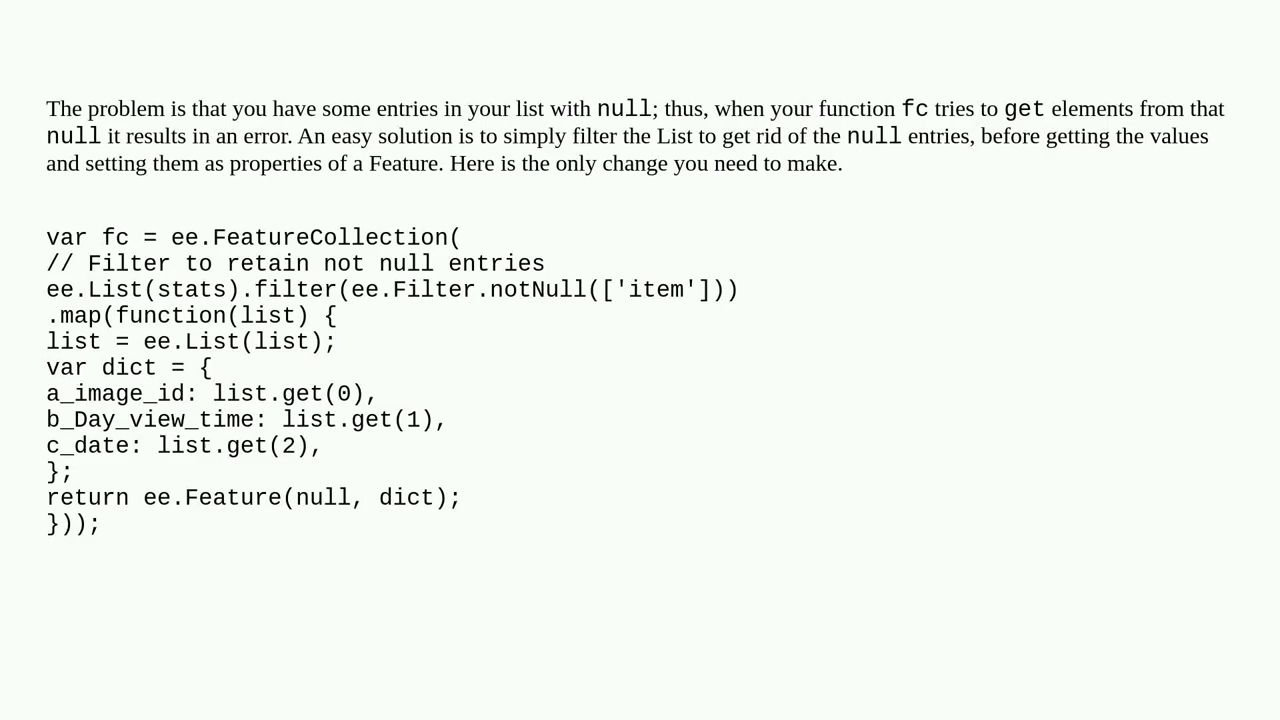 The problem is that you have some entries in your list with null; thus, when your function fc tries to get elements from that
null it results in an error. An easy solution is to simply filter the List to get rid of the null entries, before getting the values
and setting them as properties of a Feature. Here is the only change you need to make.
var fc = ee.FeatureCollection(
// Filter to retain not null entries
ee.List(stats).filter(ee.Filter.notNull(['item']))
.map(function(list) {
list = ee.List(list);
var dict = {
a_image_id: list.get(0),
b_Day_view_time: list.get(1),
c_date: list.get(2),
};
return ee.Feature(null, dict);
}));